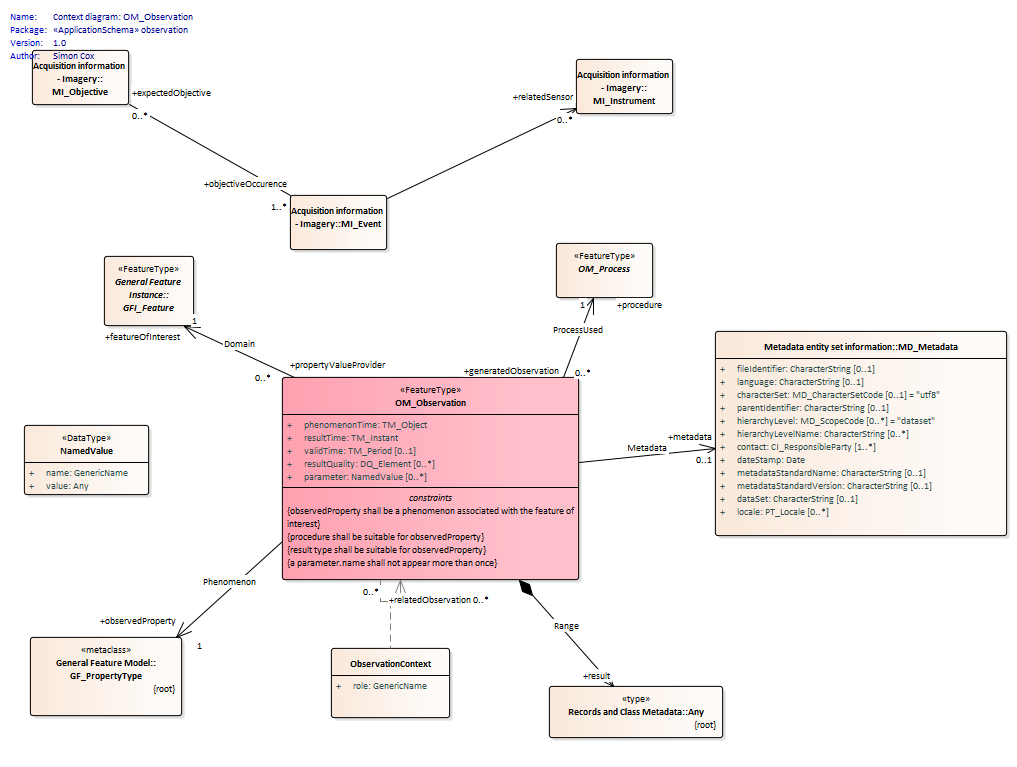 Name: Context diagram: OM_Observation
Package: «ApplicationSchema» observation
Version: 1.0
Author: Simon Cox
Acquisition information
- Imagery::
MI_Objective
+expectedObjective
0..*
Acquisition information
- Imagery::
MI_Instrument
+relatedSensor
0..*
+objectiveOccurence
1..*
Acquisition information
- Imagery::MI_Event
«FeatureType»
General Feature
Instance::
GFI_Feature
1
+featureOfInterest
Domain
+propertyValueProvider
0..*
«FeatureType»
OM_Process
1
+procedure
ProcessUsed
+generatedObservation
0..*
«FeatureType»
OM_Observation
+ phenomenonTime: TM_Object
+ resultTime: TM_Instant
+ validTime: TM_Period [0..1]
+ resultQuality: DQ_Element [0..*]
+ parameter: NamedValue [0..*]
constraints
{observedProperty shall be a phenomenon associated with the feature of
interest}
{procedure shall be suitable for observedProperty}
{result type shall be suitable for observedProperty}
{a parameter.name shall not appear more than once}
Metadata entity set information::MD_Metadata
+ fileIdentifier: CharacterString [0..1]
+ language: CharacterString [0..1]
+ characterSet: MD_CharacterSetCode [0..1] = "utf8"
+ parentIdentifier: CharacterString [0..1]
+ hierarchyLevel: MD_ScopeCode [0..*] = "dataset"
+ hierarchyLevelName: CharacterString [0..*]
+ contact: CI_ResponsibleParty [1..*]
+ dateStamp: Date
+ metadataStandardName: CharacterString [0..1]
+ metadataStandardVersion: CharacterString [0..1]
+ dataSet: CharacterString [0..1]
+ locale: PT_Locale [0..*]
+metadata
Metadata
0..1
«DataType»
NamedValue
+ name: GenericName
+ value: Any
Phenomenon
+observedProperty
1
«metaclass»
General Feature Model::
GF_PropertyType
{root}
0..*
+relatedObservation 0..*
ObservationContext
+ role: GenericName
Range
+result
«type»
Records and Class Metadata::Any
{root}